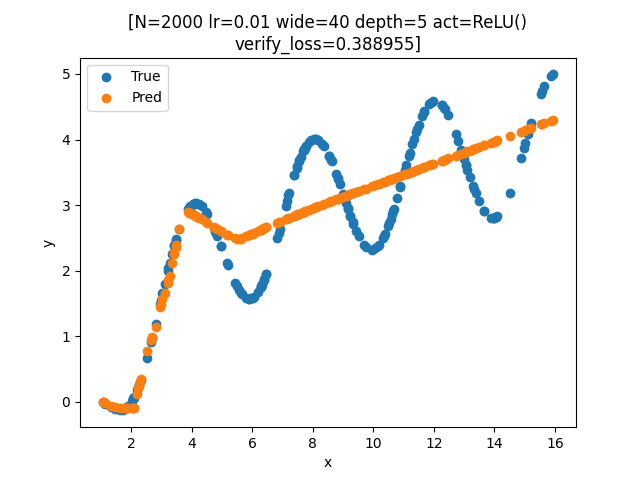 [N=2000 lr=0.01 wide=40 depth=5 act=ReLU()
verify_loss=0.388955]
True
Pred
y
5
4
3
2
1
0
2 4 6 8 10 12 14 16
x